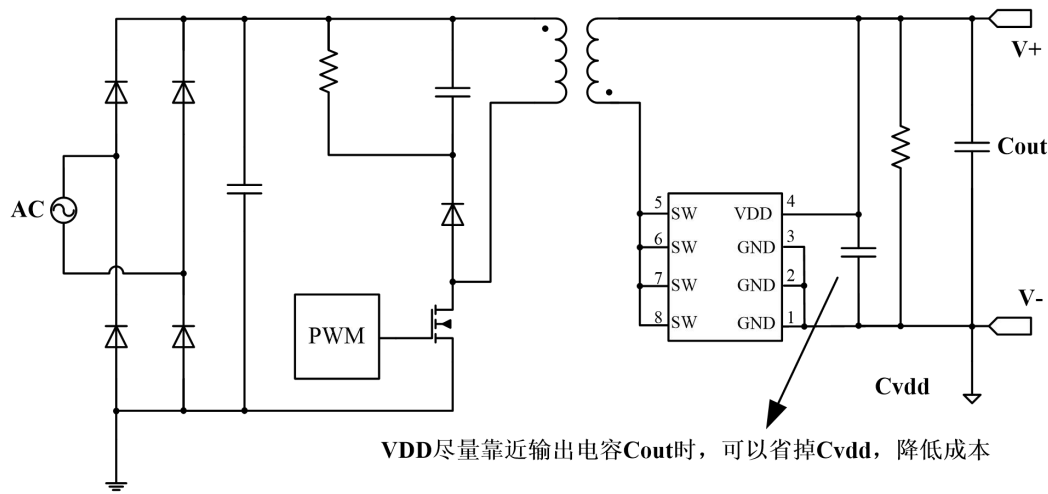 V+
Cout
AC
5 SW VDD 4
6 SW GND 3
7 SW GND 2
8 SW GND 1
V-
PWM
Cvdd
VDD尽量靠近输出电容Cout时，可以省掉Cvdd，降低成本